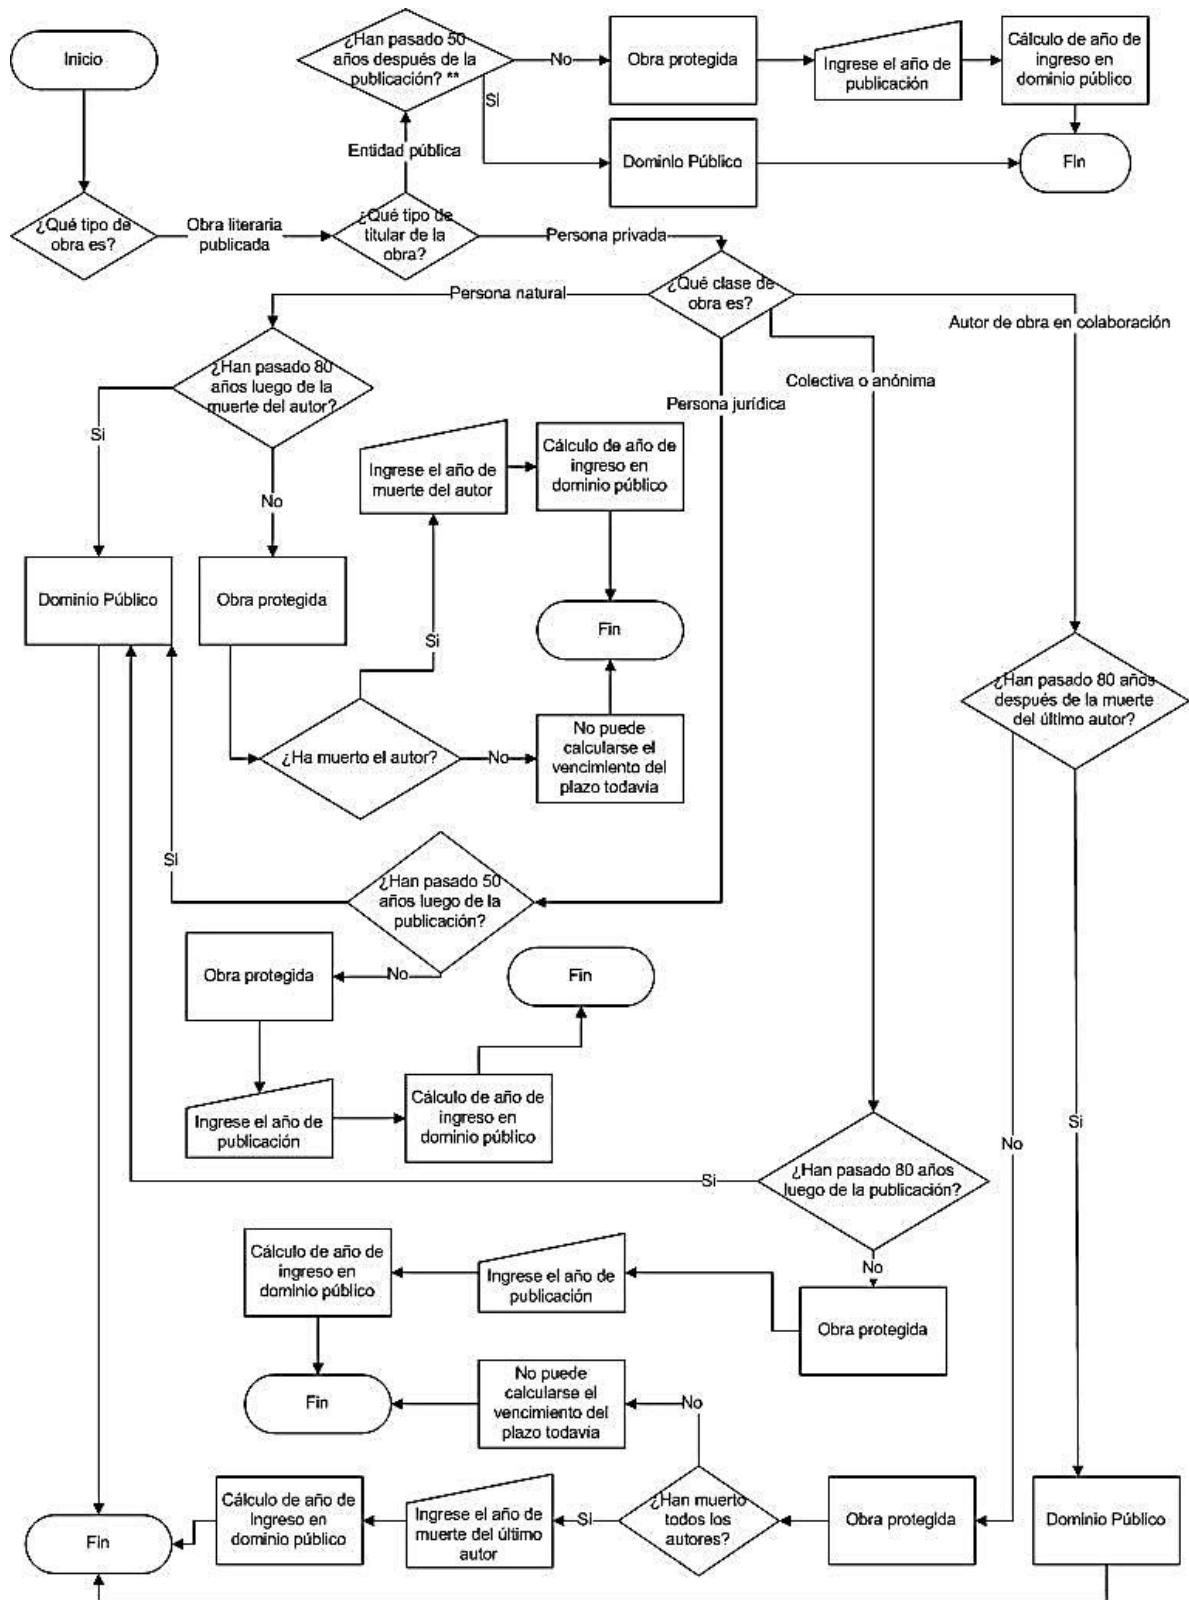 Inicio
¿Han pasado 50
años después de la
publicación? **
No
Obra protegida
Ingrese el año de
publicación
Cálculo de año de
ingreso en
dominio público
Si
Entidad pública
Dominio Público
Fin
¿Qué tipo de
obra es?
Obra literaria
publicada
¿Qué tipo de
titular de la
obra?
Persona privada
¿Qué clase de
obra es?
Persona natural
Autor de obra en colaboración
¿Han pasado 80
años luego de la
muerte del autor?
Colectiva o anónima
Persona jurídica
Si
Ingrese el año de
muerte del autor
Cálculo de año de
ingreso en
dominio público
No
Dominio Público
Obra protegida
Fin
Si
¿Han pasado 80 años
después de la muerte
del último autor?
¿Ha muerto el autor?
No
No puede
calcularse el
vencimiento del
plazo todavía
Si
¿Han pasado 50
años luego de la
publicación?
Obra protegida
No
Fin
Ingrese el año de
publicación
Cálculo de año de
ingreso en
dominio público
Si
No
Si
¿Han pasado 80 años
luego de la publicación?
Cálculo de año de
ingreso en
dominio público
Ingrese el año de
publicación
No
Obra protegida
Fin
No puede
calcularse el
vencimiento del
plazo todavía
No
Fin
Cálculo de año de
ingreso en
dominio público
Ingrese el año de
muerte del último
autor
Si
¿Han muerto
todos los
autores?
Obra protegida
Dominio Público